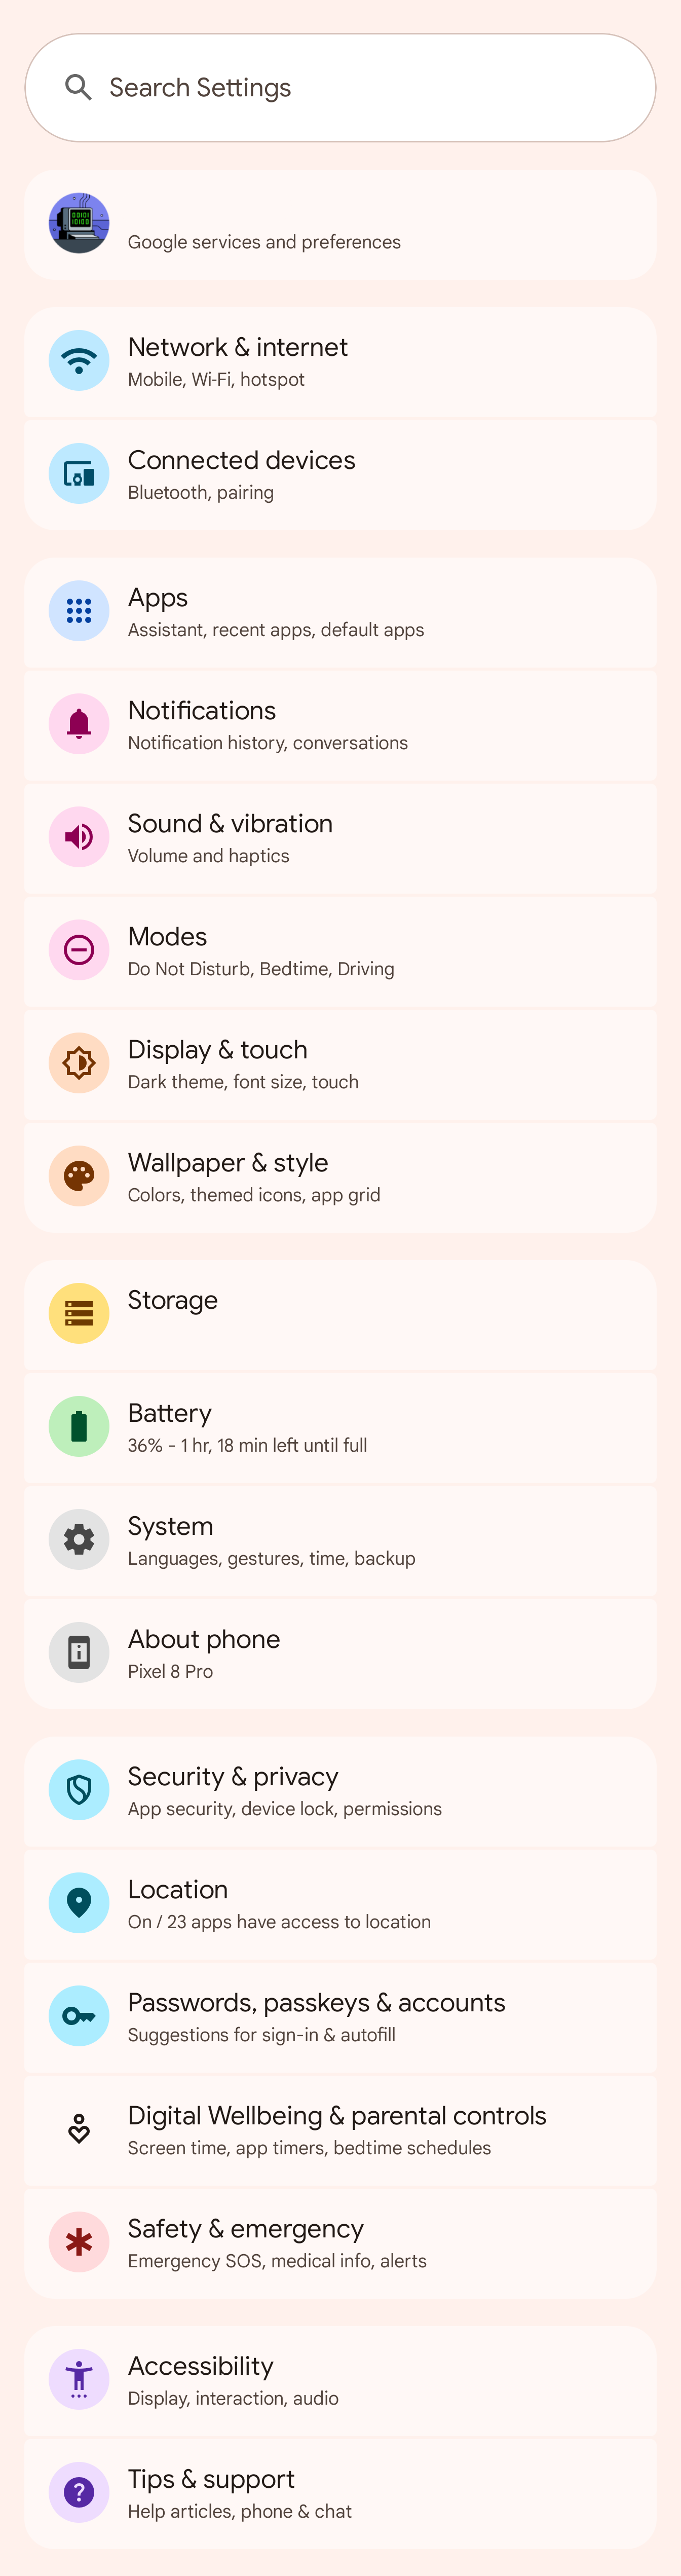 Search Settings
00101
10100
Google services and preferences
Network & internet
Mobile, Wi-Fi, hotspot
Connected devices
Bluetooth, pairing
Apps
Assistant, recent apps, default apps
Notifications
Notification history, conversations
Sound & vibration
Volume and haptics
Modes
Do Not Disturb, Bedtime, Driving
Display & touch
Dark theme, font size, touch
Wallpaper & style
Colors, themed icons, app grid
Storage
Battery
36% - 1 hr, 18 min left until full
System
Languages, gestures, time, backup
About phone
Pixel 8 Pro
Security & privacy
App security, device lock, permissions
Location
On / 23 apps have access to location
Passwords, passkeys & accounts
Suggestions for sign-in & autofill
Digital Wellbeing & parental controls
Screen time, app timers, bedtime schedules
Safety & emergency
Emergency SOS, medical info, alerts
Accessibility
Display, interaction, audio
Tips & support
Help articles, phone & chat